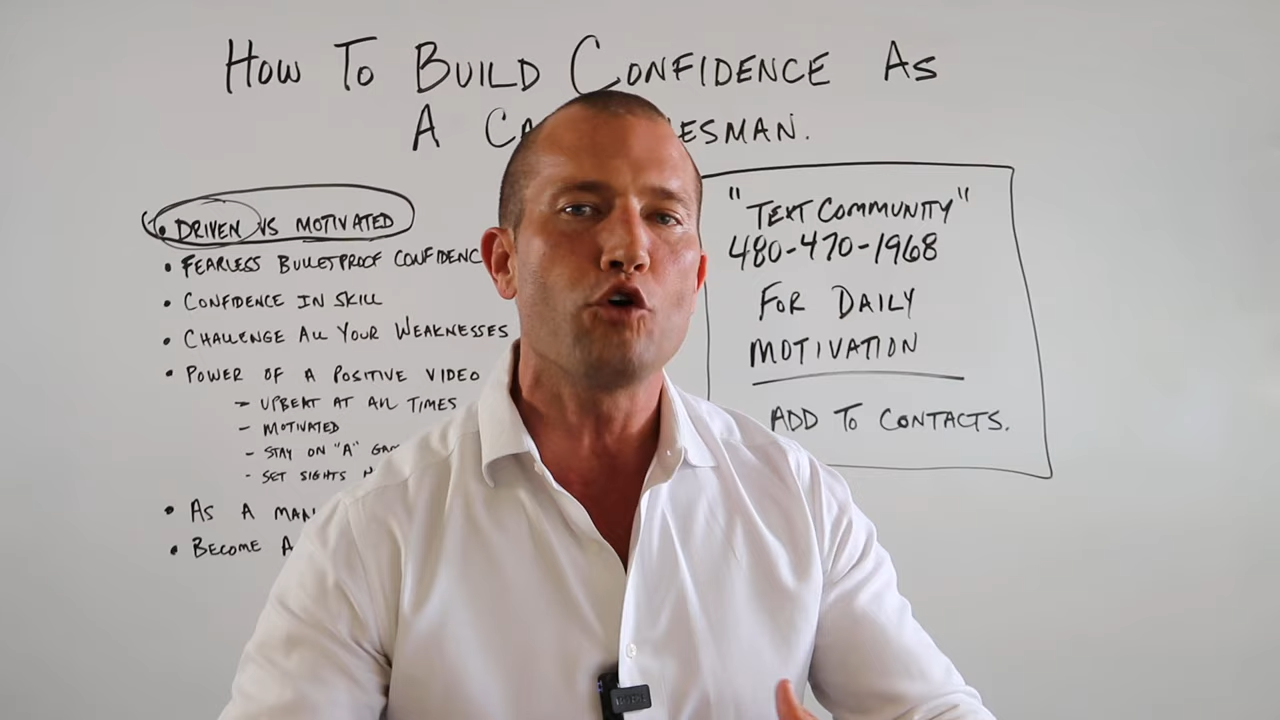 How To Build Confidence As
A Ca esman.
• Driven vs Motivated
• Fearless Bulletproof Confidenc
• Confidence in Skill
• Challenge All Your Weaknesses
• Power of a Positive Video
- Upbeat at all times
- Motivated
- Stay on "A" Gam
- Set sights
• As a man
• Become A
"Text Community"
480-470-1968
For Daily
Motivation
Add to contacts.